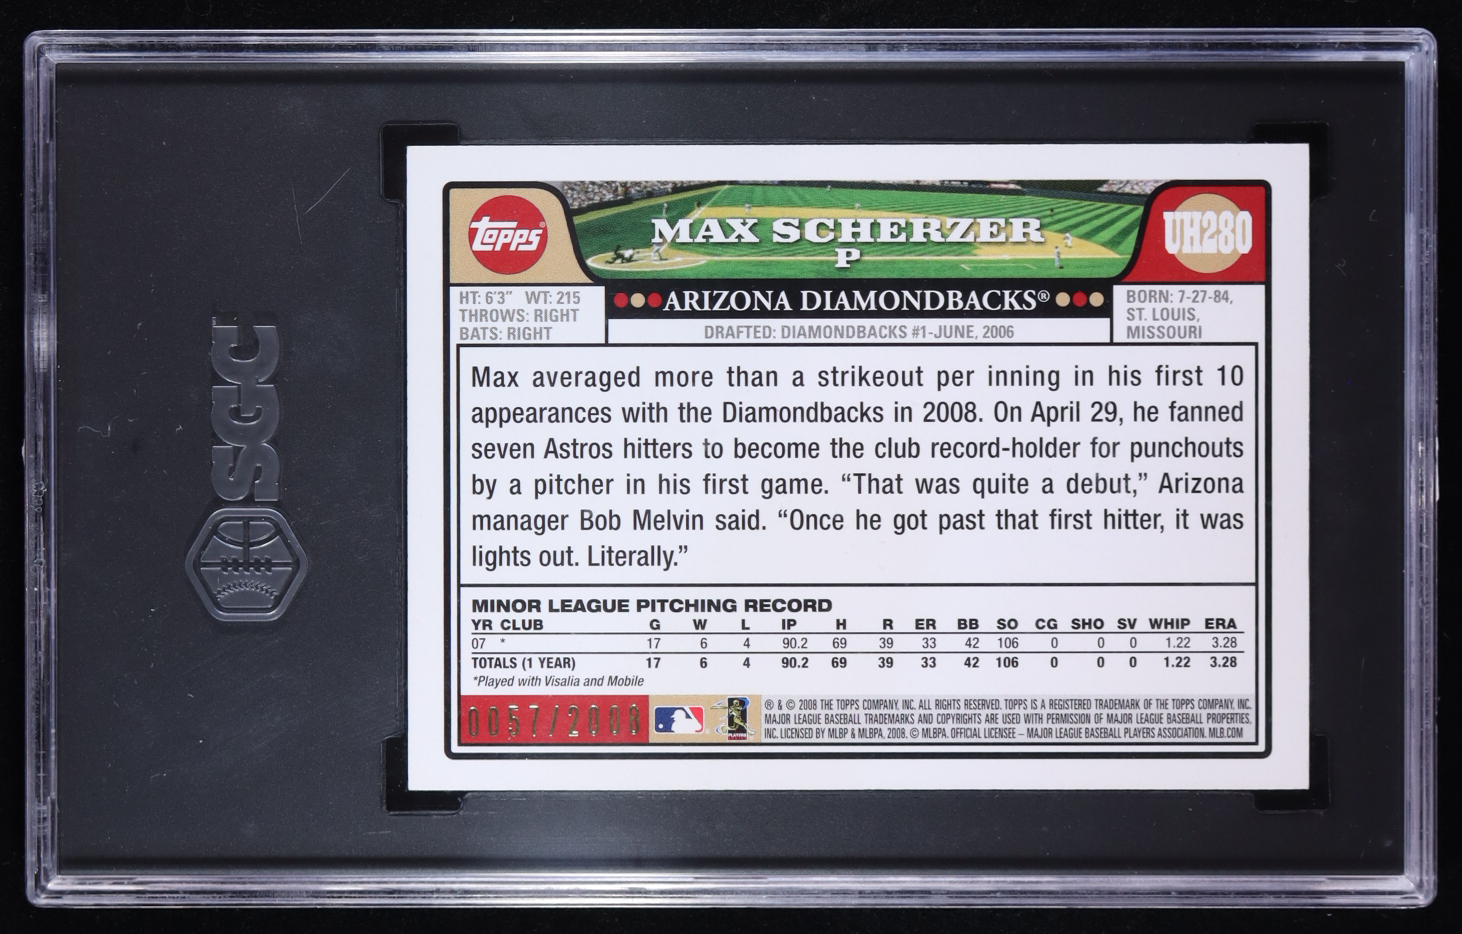 Topps
MAX SCHERZER
P
UH280
HT: 6'3" WT: 215
THROWS: RIGHT
BATS: RIGHT
ARIZONA DIAMONDBACKS®
DRAFTED: DIAMONDBACKS #1-JUNE, 2006
BORN: 7-27-84,
ST. LOUIS,
MISSOURI
SGC
Max averaged more than a strikeout per inning in his first 10
appearances with the Diamondbacks in 2008. On April 29, he fanned
seven Astros hitters to become the club record-holder for punchouts
by a pitcher in his first game. “That was quite a debut,” Arizona
manager Bob Melvin said. “Once he got past that first hitter, it was
lights out. Literally.”
MINOR LEAGUE PITCHING RECORD
YR CLUB G W L IP H R ER BB SO CG SHO SV WHIP ERA
07 * 17 6 4 90.2 69 39 33 42 106 0 0 0 1.22 3.28
TOTALS (1 YEAR) 17 6 4 90.2 69 39 33 42 106 0 0 0 1.22 3.28
*Played with Visalia and Mobile
0057/2008
® & © 2008 THE TOPPS COMPANY, INC. ALL RIGHTS RESERVED. TOPPS IS A REGISTERED TRADEMARK OF THE TOPPS COMPANY, INC.
MAJOR LEAGUE BASEBALL TRADEMARKS AND COPYRIGHTS ARE USED WITH PERMISSION OF MAJOR LEAGUE BASEBALL PROPERTIES,
INC. LICENSED BY MLBP & MLBPA, 2008. © MLBPA. OFFICIAL LICENSEE – MAJOR LEAGUE BASEBALL PLAYERS ASSOCIATION. MLB.COM